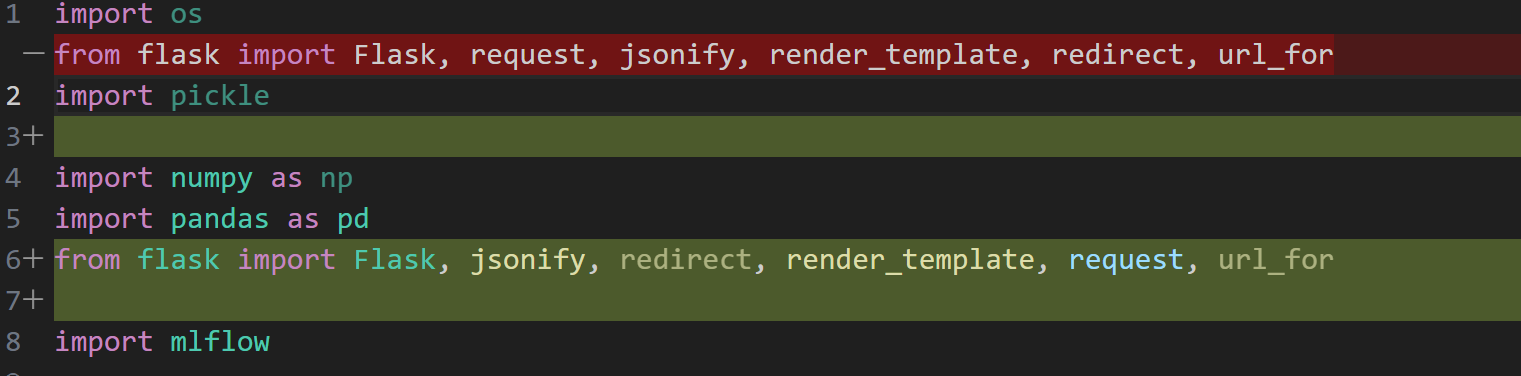 1 import os
− from flask import Flask, request, jsonify, render_template, redirect, url_for
2 import pickle
3+
4 import numpy as np
5 import pandas as pd
6+ from flask import Flask, jsonify, redirect, render_template, request, url_for
7+
8 import mlflow